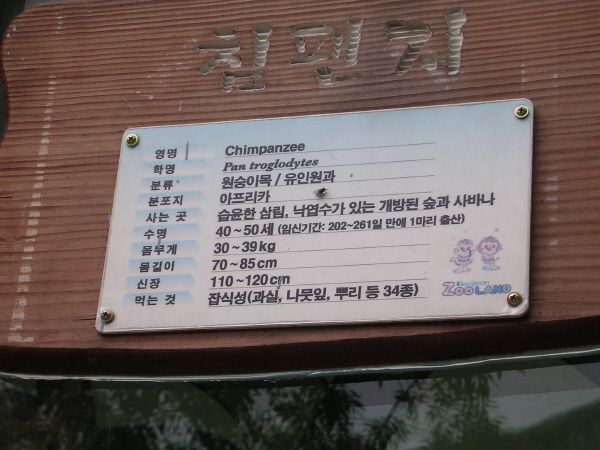 침팬지
영명 Chimpanzee
학명 Pan troglodytes
분류 원숭이목 / 유인원과
분포지 아프리카
사는 곳 습윤한 삼림, 낙엽수가 있는 개방된 숲과 사바나
수명 40~50세 (임신기간: 202~261일 만에 1마리 출산)
몸무게 30~39kg
몸길이 70~85cm
신장 110~120cm
먹는 것 잡식성(과실, 나뭇잎, 뿌리 등 34종)
ZOO LAND